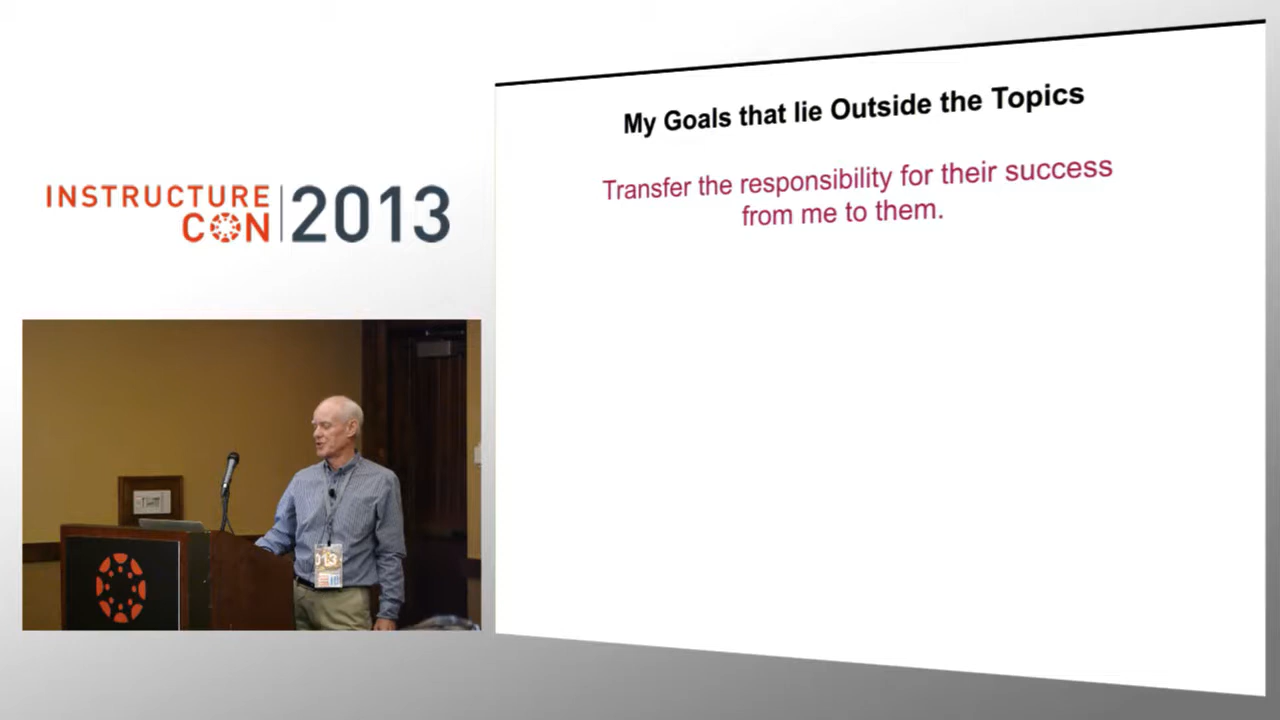 INSTRUCTURE
CON 2013
My Goals that lie Outside the Topics
Transfer the responsibility for their success
from me to them.
013